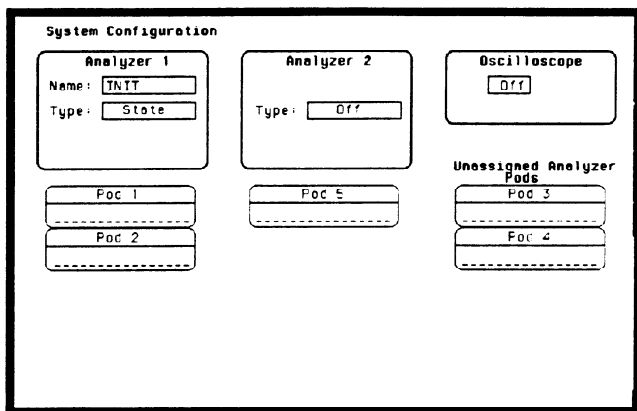 System Configuration
Analyzer 1
Name: TNTT
Type: State
Analyzer 2
Type: Off
Oscilloscope
Off
Unassigned Analyzer
Pods
Pod 1
Pod 2
Pod 5
Pod 3
Pod 4